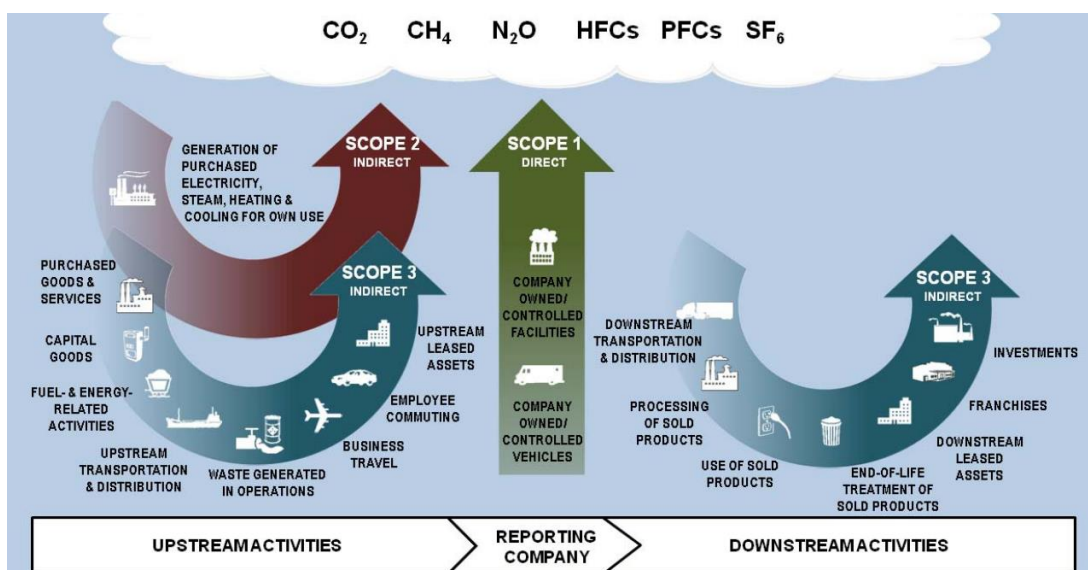 CO₂ CH₄ N₂O HFCs PFCs SF₆
SCOPE 2
INDIRECT
GENERATION OF
PURCHASED
ELECTRICITY,
STEAM, HEATING &
COOLING FOR OWN USE
SCOPE 1
DIRECT
COMPANY
OWNED/
CONTROLLED
FACILITIES
COMPANY
OWNED/
CONTROLLED
VEHICLES
SCOPE 3
INDIRECT
PURCHASED
GOODS &
SERVICES
CAPITAL
GOODS
FUEL- & ENERGY-
RELATED
ACTIVITIES
UPSTREAM
TRANSPORTATION
& DISTRIBUTION
WASTE GENERATED
IN OPERATIONS
BUSINESS
TRAVEL
EMPLOYEE
COMMUTING
UPSTREAM
LEASED
ASSETS
SCOPE 3
INDIRECT
DOWNSTREAM
TRANSPORTATION
& DISTRIBUTION
PROCESSING
OF SOLD
PRODUCTS
USE OF SOLD
PRODUCTS
END-OF-LIFE
TREATMENT OF
SOLD PRODUCTS
DOWNSTREAM
LEASED
ASSETS
FRANCHISES
INVESTMENTS
UPSTREAM ACTIVITIES
REPORTING
COMPANY
DOWNSTREAM ACTIVITIES